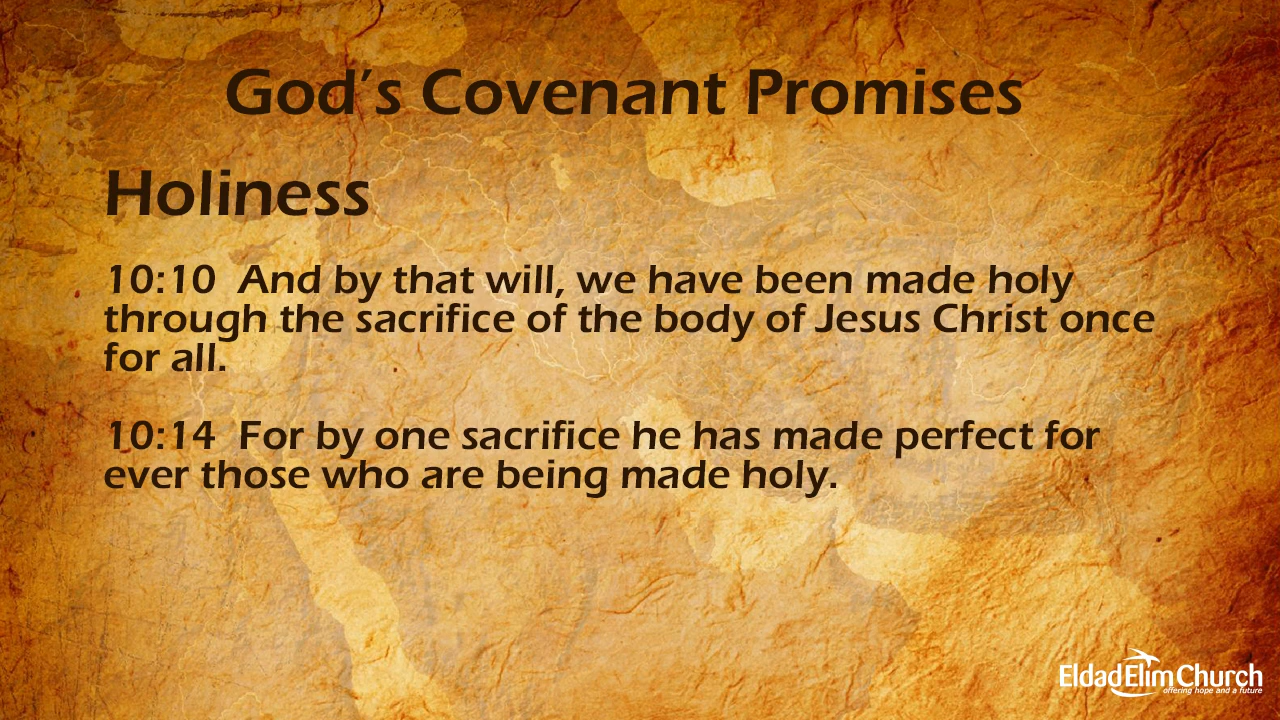 God’s Covenant Promises
Holiness
10:10  And by that will, we have been made holy
through the sacrifice of the body of Jesus Christ once
for all.
10:14  For by one sacrifice he has made perfect for
ever those who are being made holy.
EldadElimChurch
offering hope and a future